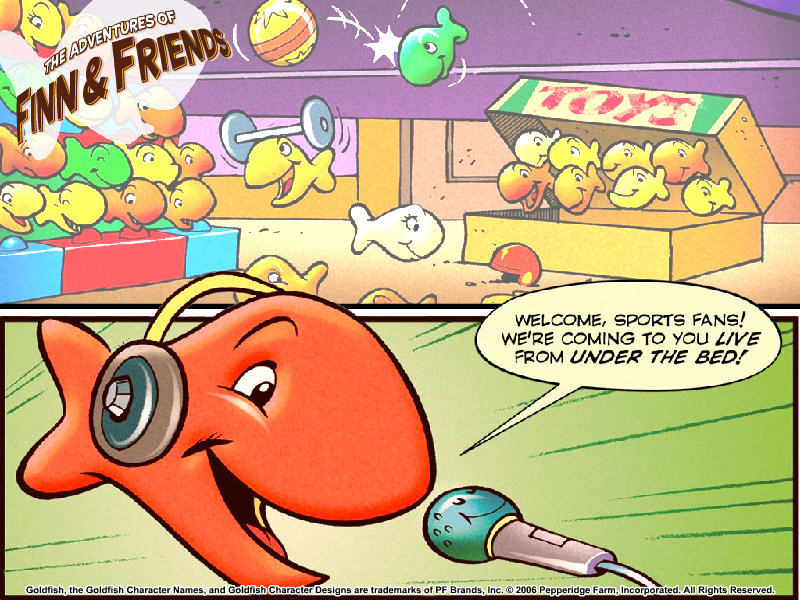 THE ADVENTURES OF
FINN & FRIENDS
TOYS
WELCOME, SPORTS FANS!
WE'RE COMING TO YOU LIVE
FROM UNDER THE BED!
Goldfish, the Goldfish Character Names, and Goldfish Character Designs are trademarks of PF Brands, Inc. © 2006 Pepperidge Farm, Incorporated. All Rights Reserved.